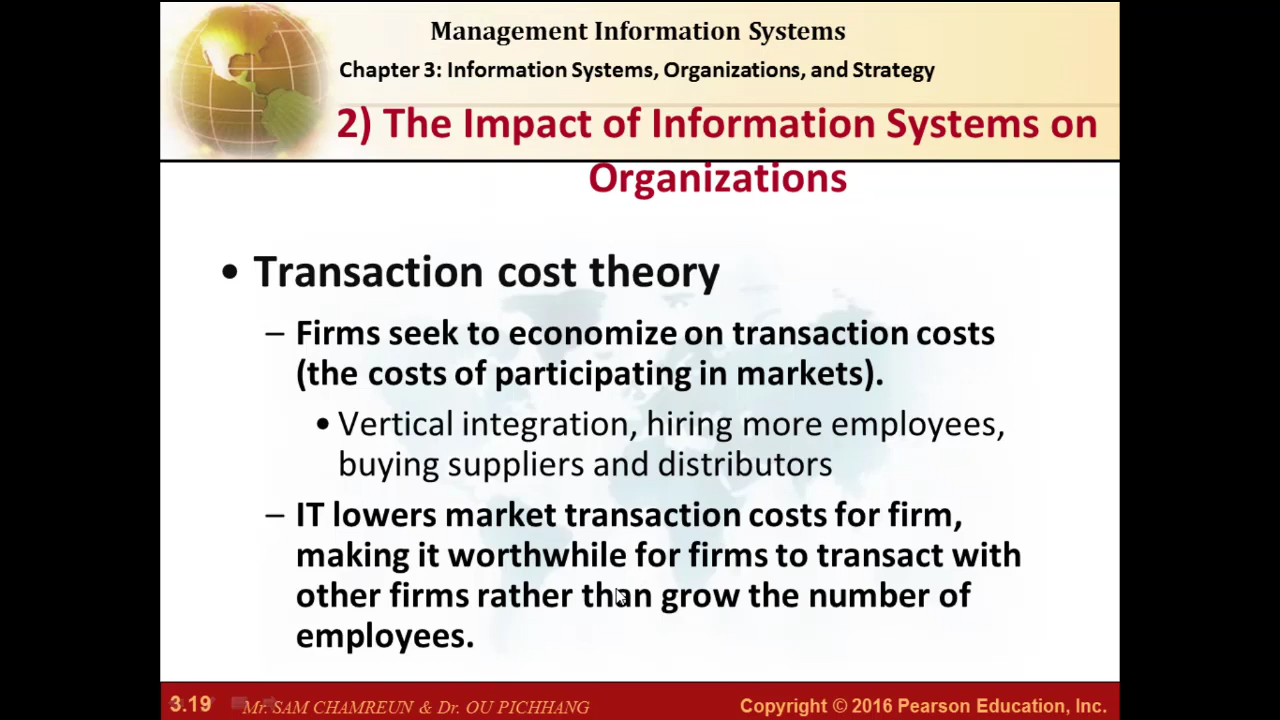 Management Information Systems
Chapter 3: Information Systems, Organizations, and Strategy
2) The Impact of Information Systems on
Organizations
• Transaction cost theory
– Firms seek to economize on transaction costs
(the costs of participating in markets).
• Vertical integration, hiring more employees,
buying suppliers and distributors
– IT lowers market transaction costs for firm,
making it worthwhile for firms to transact with
other firms rather than grow the number of
employees.
3.19 Mr. SAM CHAMREUN & Dr. OU PICHHANG Copyright © 2016 Pearson Education, Inc.